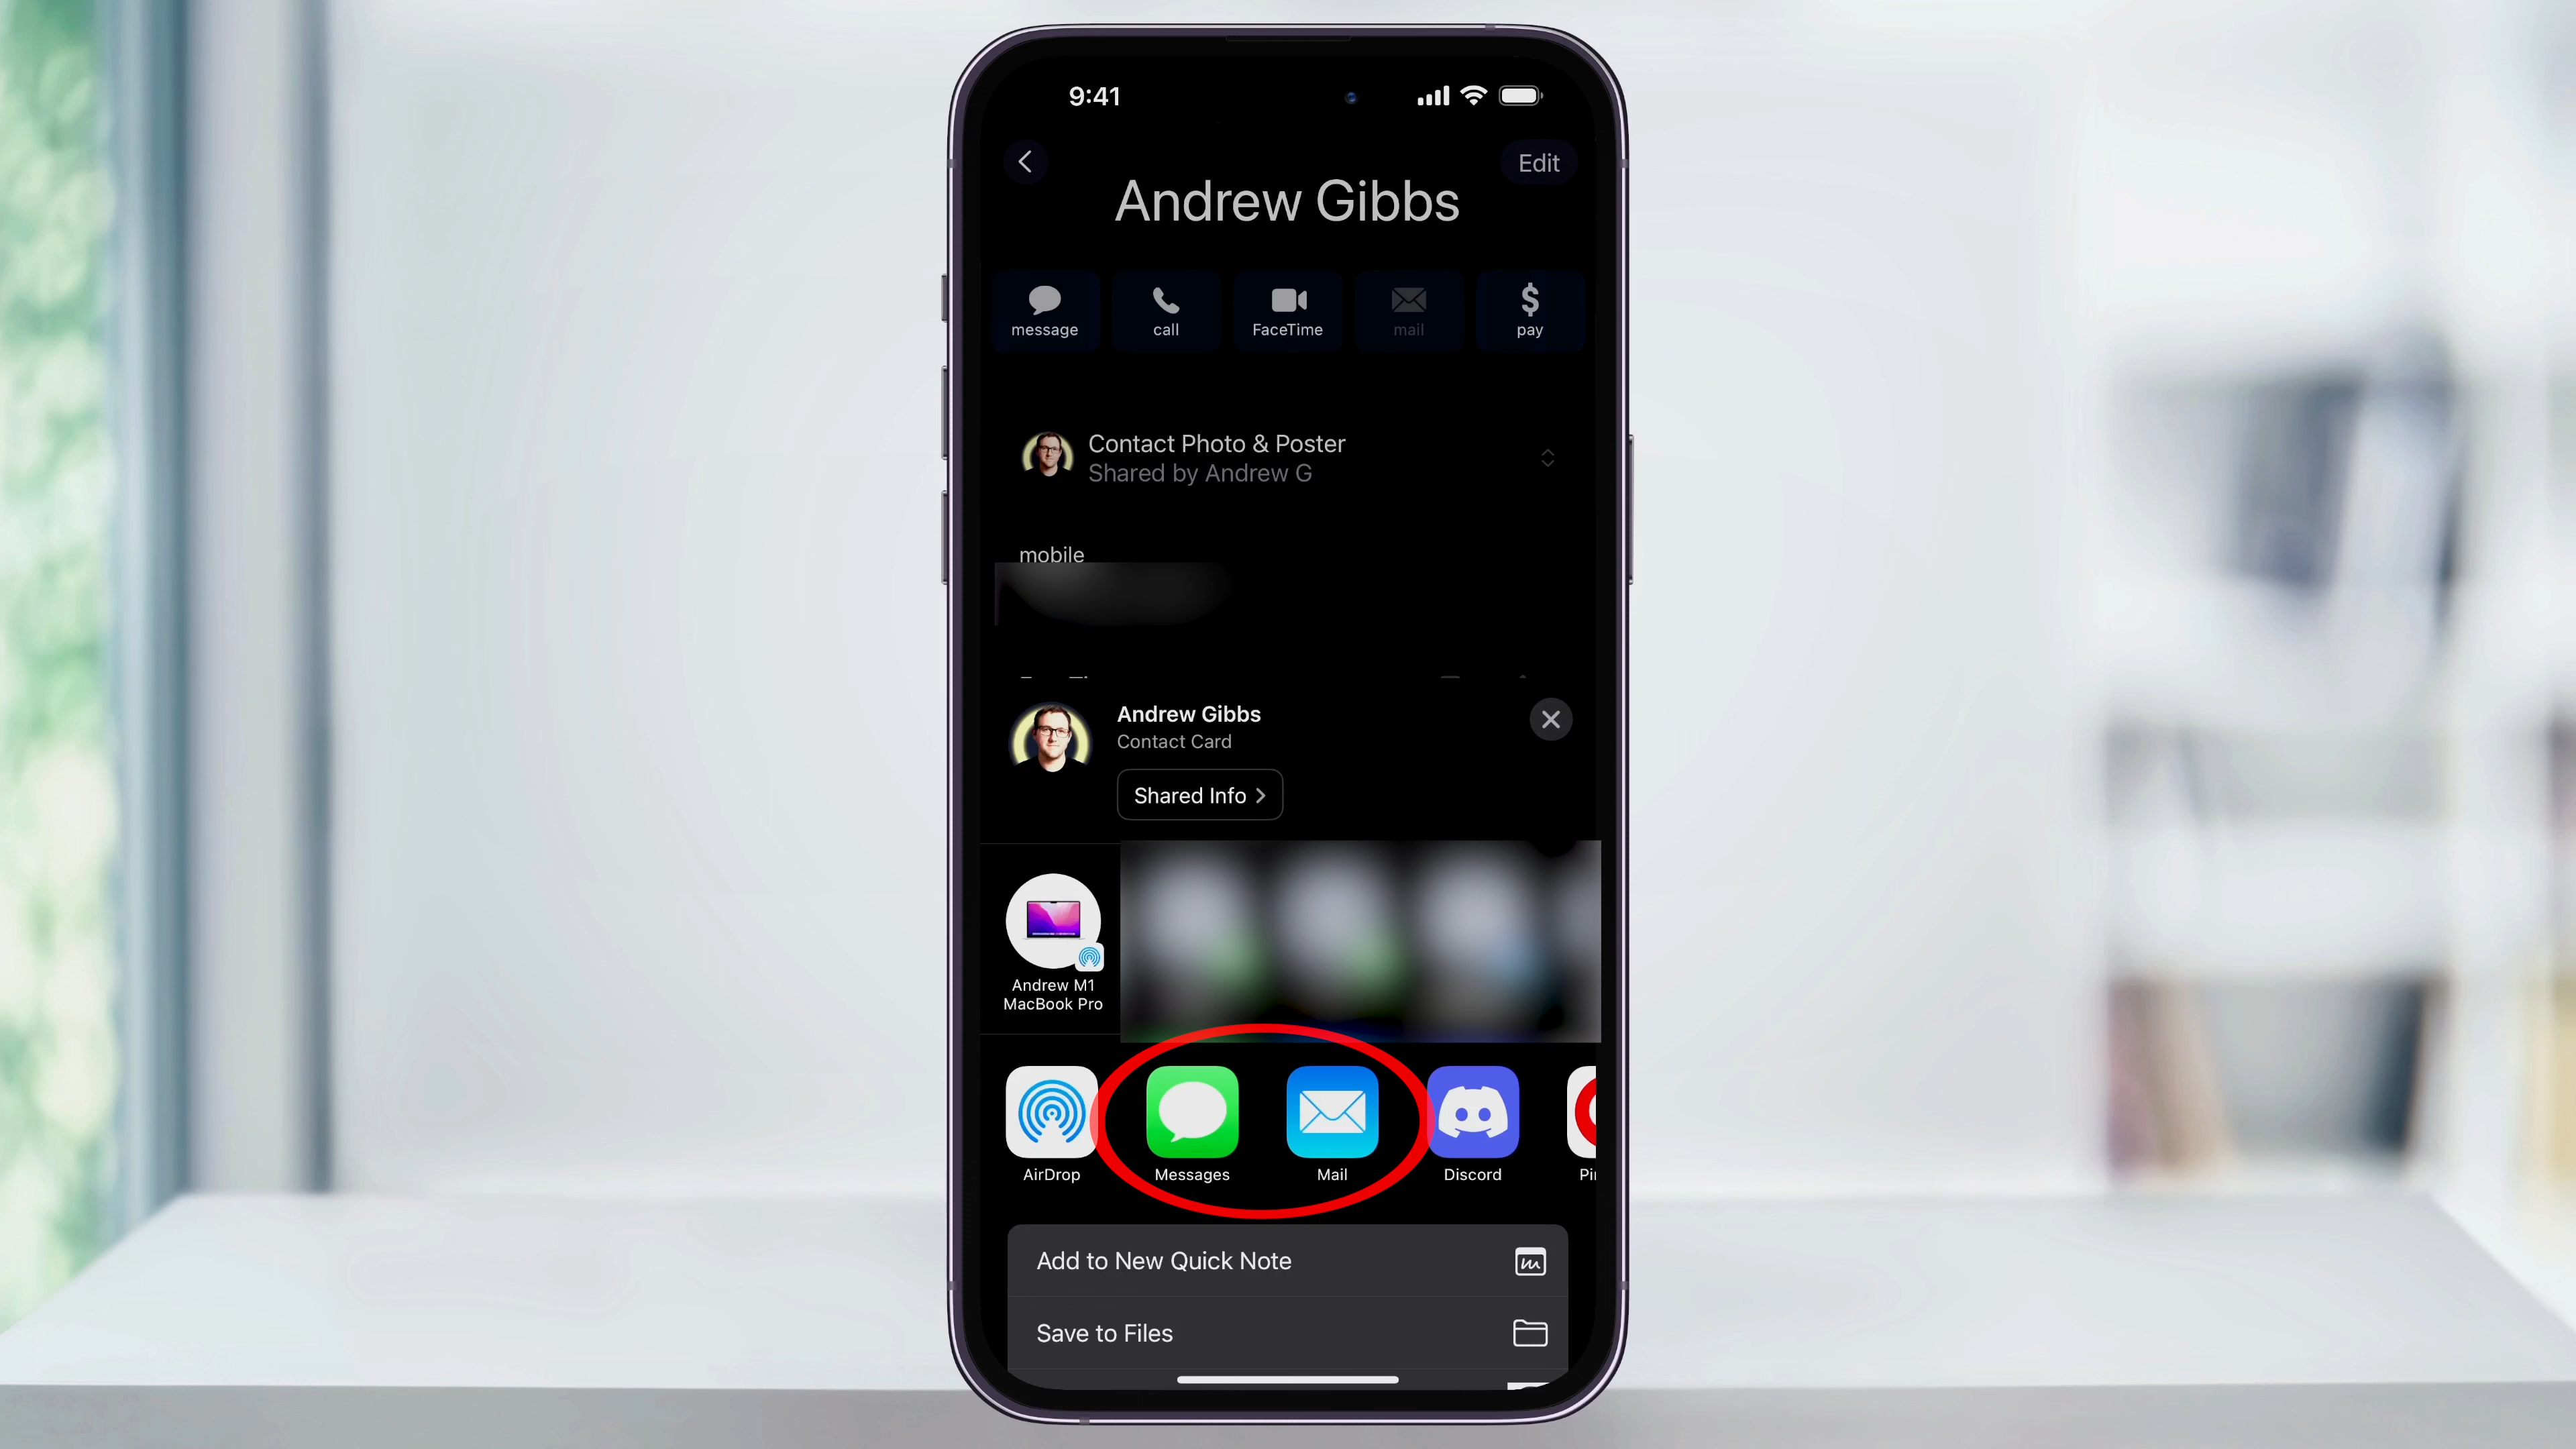 9:41
Edit
Andrew Gibbs
message call FaceTime mail pay
Contact Photo & Poster
Shared by Andrew G
mobile
Andrew Gibbs
Contact Card
Shared Info
Andrew M1
MacBook Pro
AirDrop Messages Mail Discord
Add to New Quick Note
Save to Files